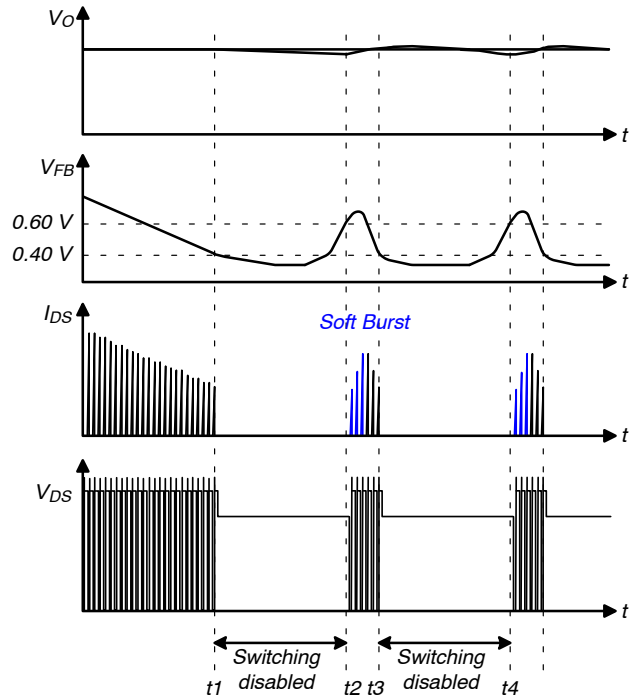 VO
t
VFB
0.60 V
0.40 V
t
IDS
Soft Burst
t
VDS
t
Switching
disabled
Switching
disabled
t1
t2
t3
t4